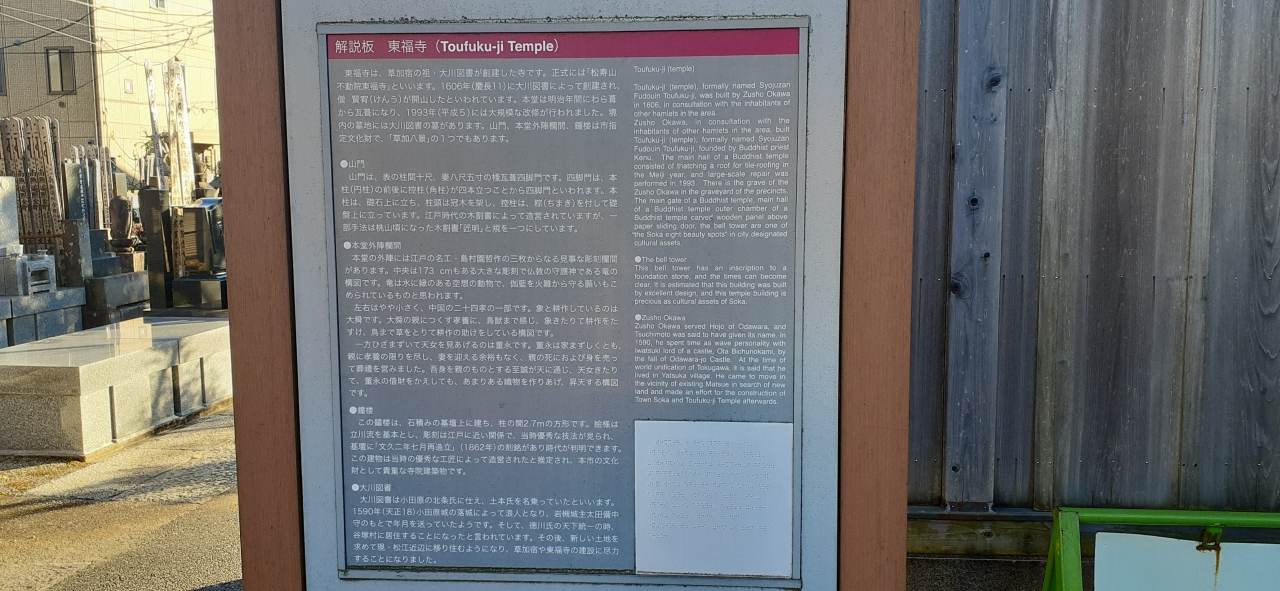 解説板 東福寺（Toufuku-ji Temple）
東福寺は、草加宿の祖・大川図書が創建した寺です。正式には「松寿山
不動院東福寺」といいます。1606年(慶長11)に大川図書によって創建され、
僧 賢宥(けんう)が開山したといわれています。本堂は明治年間にわら葺
から瓦葺になり、1993年(平成5)には大規模な改修が行われました。境
内の墓地には大川図書の墓があります。山門、本堂外陣欄間、鐘楼は市指
定文化財で、「草加八景」の1つでもあります。
●山門
山門は、表の柱間十尺、妻八尺五寸の棧瓦葺四脚門です。四脚門は、本
柱(円柱)の前後に控柱(角柱)が四本立つことから四脚門といわれます。本
柱は、礎石上に立ち、柱頭は冠木を架し、控柱は、粽(ちまき)を付して礎
盤上に立っています。江戸時代の木割書によって造営されていますが、一
部手法は桃山頃になった木割書「匠明」と規を一つにしています。
●本堂外陣欄間
本堂の外陣には江戸の名工・島村圓哲作の三枚からなる見事な彫刻欄間
があります。中央は173 cmもある大きな彫刻で仏教の守護神である竜の
構図です。竜は水に縁のある空想の動物で、伽藍を火難から守る願いもこ
められているものと思われます。
左右はやや小さく、中国の二十四孝の一部です。象と耕作しているのは
大舜です。大舜の親につくす孝養に、鳥獣まで感じ、象きたりて耕作をた
すけ、鳥まで草をとりて耕作の助けをしている構図です。
一方ひざまずいて天女を見あげるのは董永です。董永は家まずしくとも、
親に孝養の限りを尽し、妻を迎える余裕もなく、親の死におよび身を売っ
て葬禮を営みました。吾身を親のものとする至誠が天に通じ、天女きたり
て、董永の借財をかえしても、あまりある織物を作りあげ、昇天する構図
です。
●鐘楼
この鐘楼は、石積みの基壇上に建ち、柱の間2.7mの方形です。絵様は
立川流を基本とし、彫刻は江戸に近い関係で、当時優秀な技法が見られ、
基壇に「文久二年七月再造立」(1862年)の刻銘があり時代が判明できます。
この建物は当時の優秀な工匠によって造営されたと推定され、本市の文化
財として貴重な寺院建築物です。
●大川図書
大川図書は小田原の北条氏に仕え、土本氏を名乗っていたといいます。
1590年(天正18)小田原城の落城によって浪人となり、岩槻城主太田備中
守のもとで年月を送っていたようです。そして、徳川氏の天下統一の時、
谷塚村に居住することになったと言われています。その後、新しい土地を
求めて現・松江近辺に移り住むようになり、草加宿や東福寺の建設に尽力
することになりました。
Toufuku-ji (temple)
Toufuku-ji (temple), formally named Syojuzan
Fudouin Toufuku-ji, was built by Zusho Okawa
in 1606, in consultation with the inhabitants of
other hamlets in the area.
Zusho Okawa, in consultation with the
inhabitants of other hamlets in the area, built
Toufuku-ji (temple), formally named Syojuzan
Fudouin Toufuku-ji, founded by Buddhist priest
Kenu. The main hall of a Buddhist temple
consisted of thatching a roof for tile-roofing in
the Meiji year, and large-scale repair was
performed in 1993. There is the grave of the
Zusho Okawa in the graveyard of the precincts.
The main gate of a Buddhist temple, main hall
of a Buddhist temple outer chamber of a
Buddhist temple carved wooden panel above
paper sliding door, the bell tower are one of
"the Soka eight beauty spots" in city designated
cultural assets.
●The bell tower
This bell tower has an inscription to a
foundation stone, and the times can become
clear. It is estimated that this building was built
by excellent design, and this temple building is
precious as cultural assets of Soka.
●Zusho Okawa
Zusho Okawa served Hojo of Odawara, and
Tsuchimoto was said to have given its name. In
1590, he spent time as wave personality with
Iwatsuki lord of a castle, Ota Bichunokami, by
the fall of Odawara-jo Castle. At the time of
world unification of Tokugawa, it is said that he
lived in Yatsuka village. He came to move in
the vicinity of existing Matsue in search of new
land and made an effort for the construction of
Town Soka and Toufuku-ji Temple afterwards.